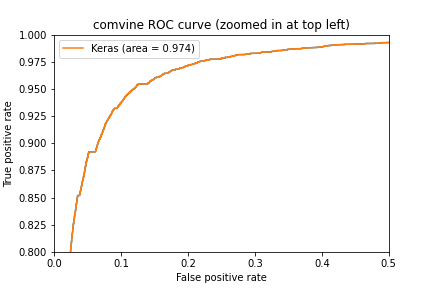 comvine ROC curve (zoomed in at top left)
Keras (area = 0.974)
1.000
0.975
0.950
0.925
0.900
0.875
0.850
0.825
0.800
True positive rate
0.0 0.1 0.2 0.3 0.4 0.5
False positive rate